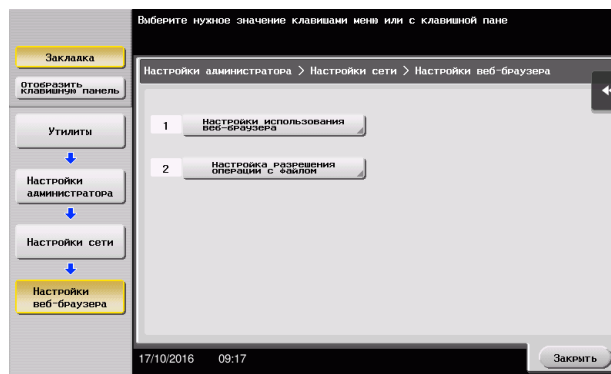 Выберите нужное значение клавишами меню или с клавишной пане
Закладка
Отобразить
клавишную панель
Утилиты
Настройки
администратора
Настройки сети
Настройки
веб-браузера
Настройки администратора > Настройки сети > Настройки веб-браузера
1 Настройки использования
веб-браузера
2 Настройка разрешения
операции с файлом
17/10/2016 09:17
Закрыть